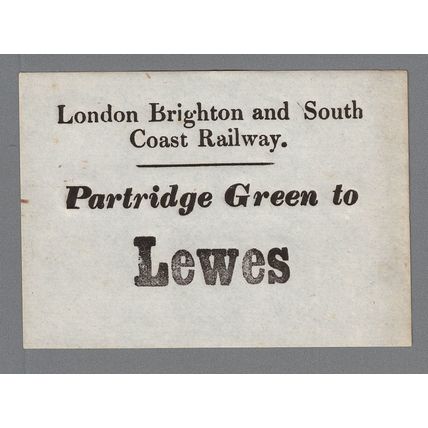 London Brighton and South
Coast Railway.
Partridge Green to
Lewes